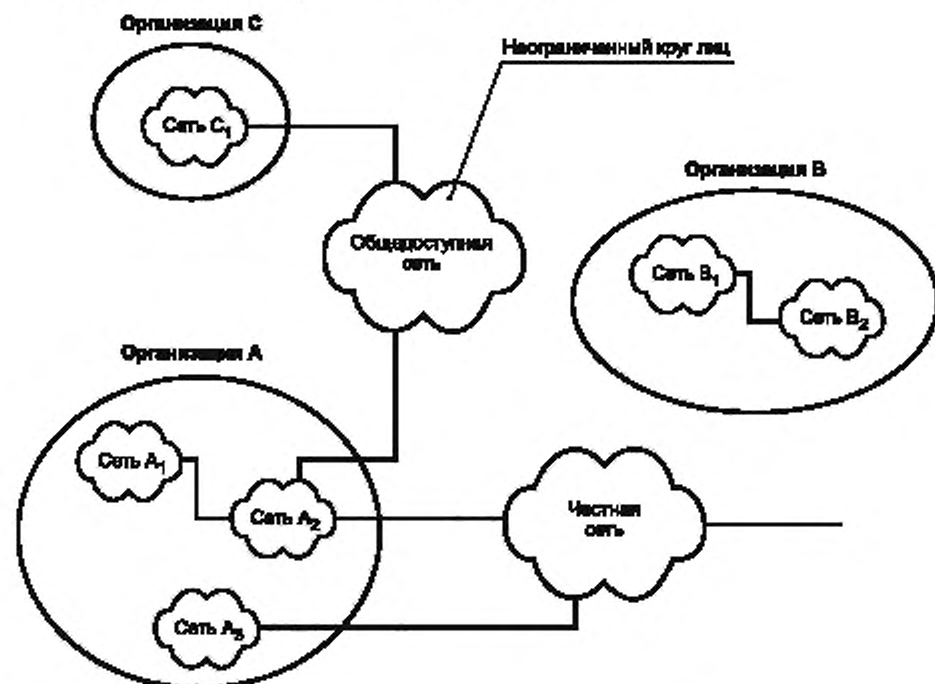 Организация C
Неограниченный круг лиц
Сеть C1
Организация B
Общедоступная
сеть
Сеть B1
Сеть B2
Организация A
Сеть A1
Сеть A2
Частная
сеть
Сеть A3